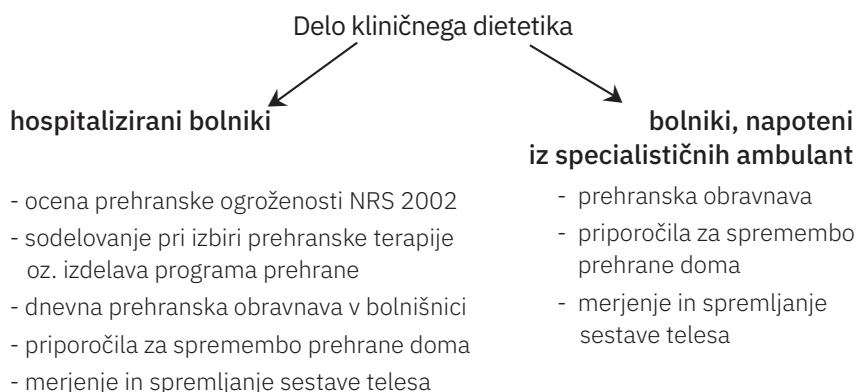 Delo kliničnega dietetika
hospitalizirani bolniki
- ocena prehranske ogroženosti NRS 2002
- sodelovanje pri izbiri prehranske terapije
oz. izdelava programa prehrane
- dnevna prehranska obravnava v bolnišnici
- priporočila za spremembo prehrane doma
- merjenje in spremljanje sestave telesa
bolniki, napoteni
iz specialističnih ambulant
- prehranska obravnava
- priporočila za spremembo
prehrane doma
- merjenje in spremljanje
sestave telesa